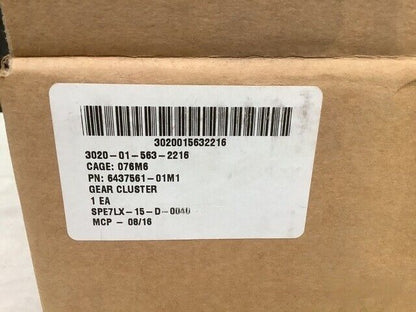 3020015632216
3020-01-563-2216
CAGE: 076M6
PN: 6437561-01M1
GEAR CLUSTER
1 EA
SPE7LX-15-D-0040
MCP - 08/16